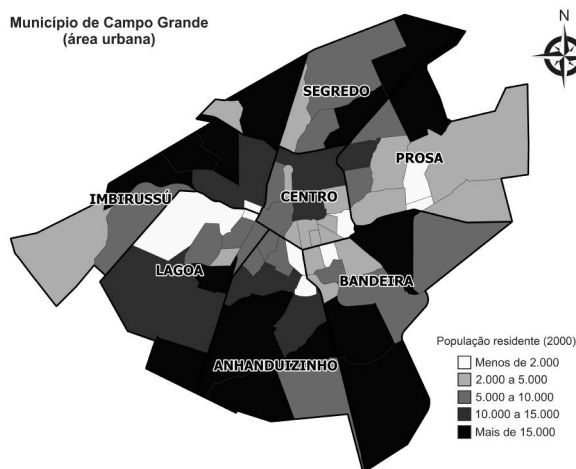 Município de Campo Grande
(área urbana)
N
SEGREDO
PROSA
CENTRO
IMBIRUSSÚ
LAGOA
BANDEIRA
ANHANDUIZINHO
População residente (2000)
Menos de 2.000
2.000 a 5.000
5.000 a 10.000
10.000 a 15.000
Mais de 15.000